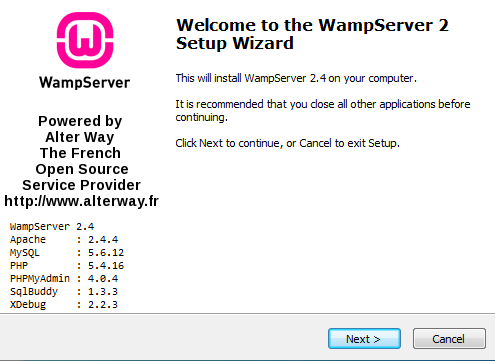 WampServer
Powered by
Alter Way
The French
Open Source
Service Provider
http://www.alterway.fr
WampServer 2.4
Apache : 2.4.4
MySQL : 5.6.12
PHP : 5.4.16
PHPMyAdmin : 4.0.4
SqlBuddy : 1.3.3
XDebug : 2.2.3
Welcome to the WampServer 2
Setup Wizard
This will install WampServer 2.4 on your computer.
It is recommended that you close all other applications before
continuing.
Click Next to continue, or Cancel to exit Setup.
Next >
Cancel